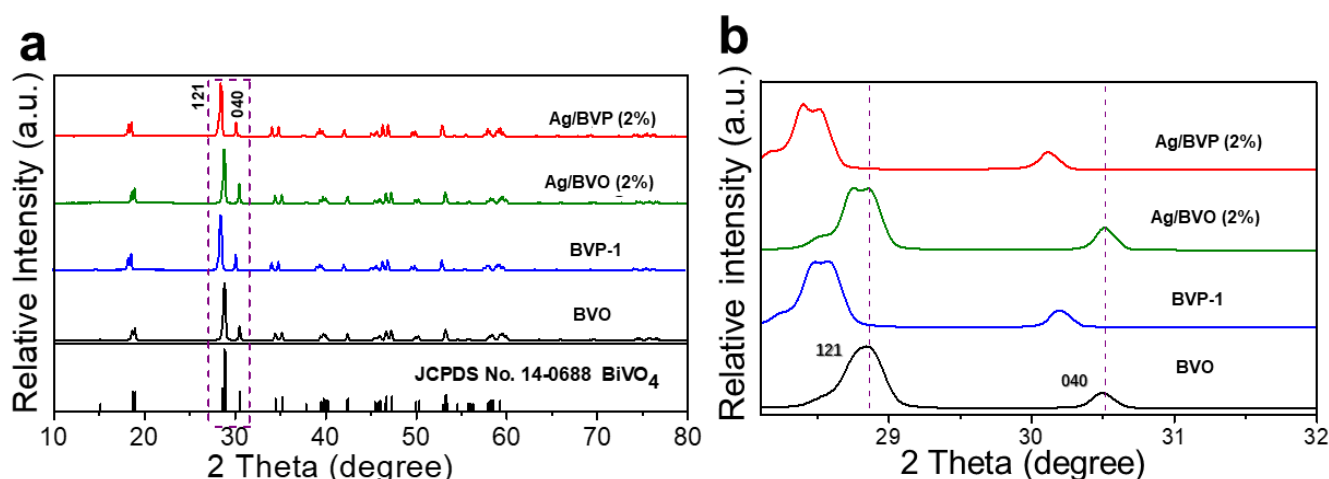 a
Relative Intensity (a.u.)
121
040
Ag/BVP (2%)
Ag/BVO (2%)
BVP-1
BVO
JCPDS No. 14-0688 BiVO₄
10 20 30 40 50 60 70 80
2 Theta (degree)
b
Relative intensity (a.u.)
Ag/BVP (2%)
Ag/BVO (2%)
BVP-1
121
040
BVO
29 30 31 32
2 Theta (degree)